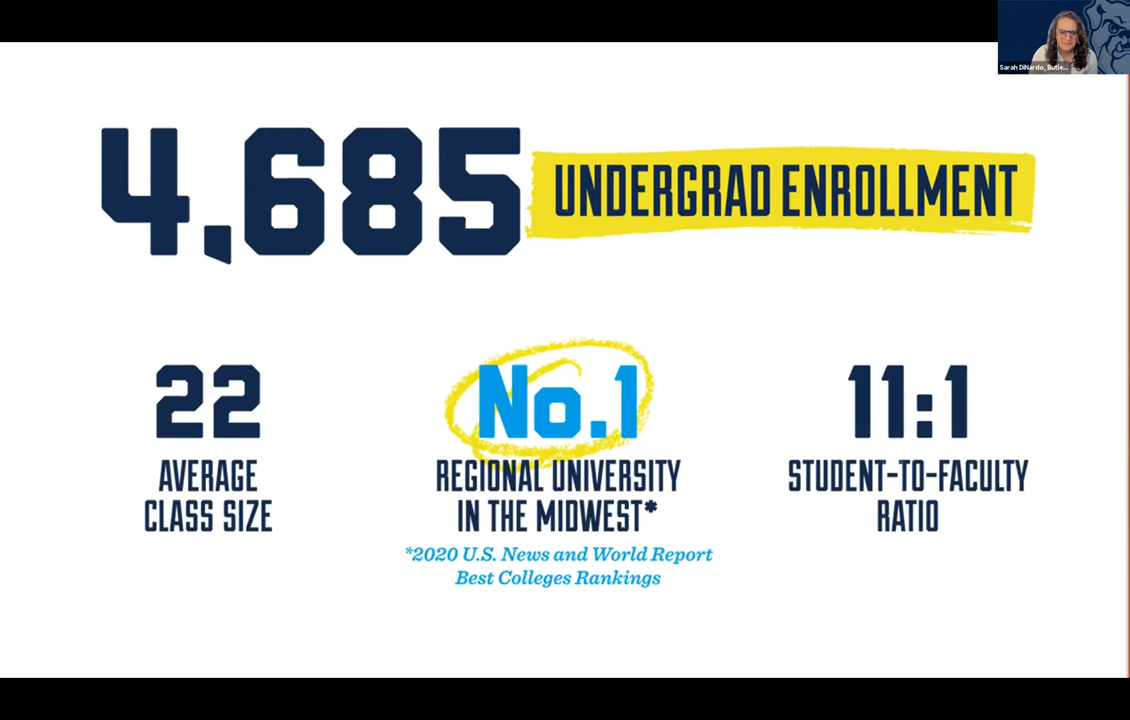 Sarah DiNardo, Butle...
4,685 UNDERGRAD ENROLLMENT
22
AVERAGE
CLASS SIZE
No.1
REGIONAL UNIVERSITY
IN THE MIDWEST*
*2020 U.S. News and World Report
Best Colleges Rankings
11:1
STUDENT-TO-FACULTY
RATIO